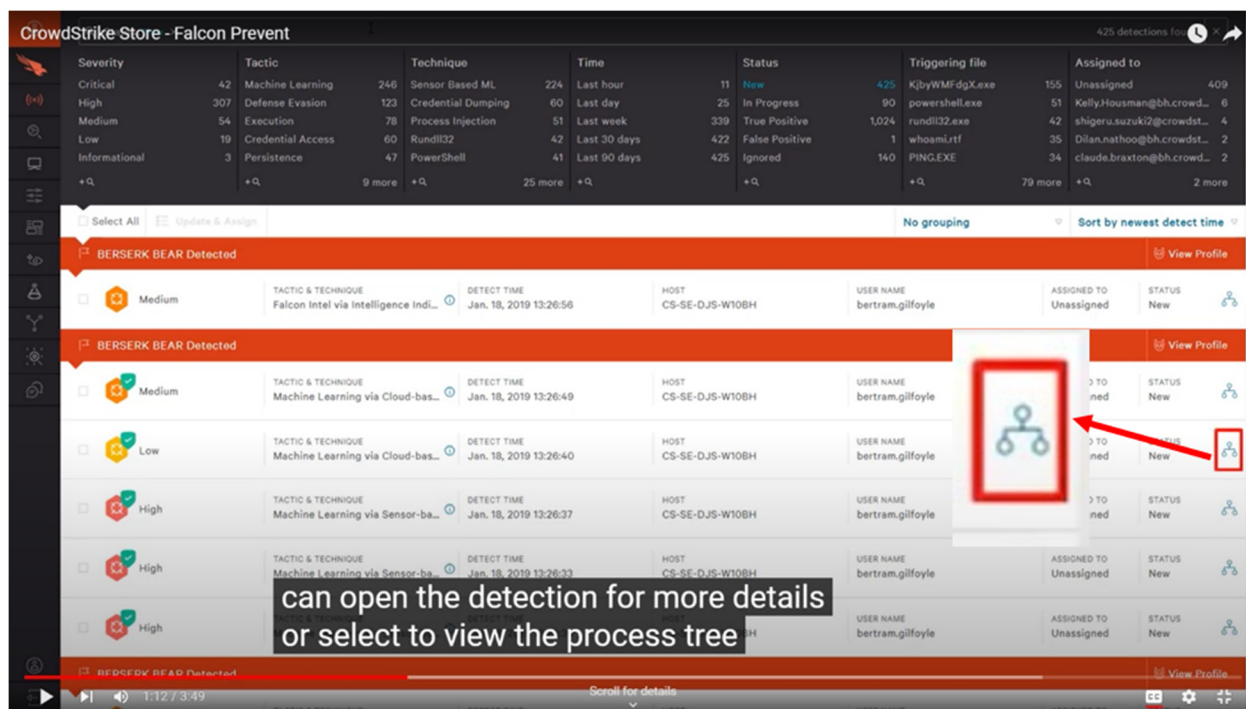 CrowdStrike Store - Falcon Prevent
425 detections fou
Severity
Critical 42
High 307
Medium 54
Low 19
Informational 3
Tactic
Machine Learning 246
Defense Evasion 123
Execution 78
Credential Access 60
Persistence 47
9 more
Technique
Sensor Based ML 224
Credential Dumping 60
Process Injection 51
Rundll32 42
PowerShell 41
25 more
Time
Last hour 11
Last day 25
Last week 339
Last 30 days 422
Last 90 days 425
Status
New 425
In Progress 90
True Positive 1,024
False Positive 1
Ignored 140
Triggering file
KjbyWMFdgX.exe 155
powershell.exe 51
rundll32.exe 42
whoami.rtf 35
PING.EXE 34
79 more
Assigned to
Unassigned 409
Kelly.Housman@bh.crowd... 6
shigeru.suzuki2@crowdst... 4
Dilan.nathoo@bh.crowdst... 2
claude.braxton@bh.crowd... 2
2 more
Select All Update & Assign No grouping Sort by newest detect time
BERSERK BEAR Detected View Profile
TACTIC & TECHNIQUE DETECT TIME HOST USER NAME ASSIGNED TO STATUS
Medium Falcon Intel via Intelligence Indi... Jan. 18, 2019 13:26:56 CS-SE-DJS-W10BH bertram.gilfoyle Unassigned New
BERSERK BEAR Detected View Profile
TACTIC & TECHNIQUE DETECT TIME HOST USER NAME D TO STATUS
Medium Machine Learning via Cloud-bas... Jan. 18, 2019 13:26:49 CS-SE-DJS-W10BH bertram.gilfoyle ned New
TACTIC & TECHNIQUE DETECT TIME HOST USER NAME D TO STATUS
Low Machine Learning via Cloud-bas... Jan. 18, 2019 13:26:40 CS-SE-DJS-W10BH bertram.gilfoyle ned New
TACTIC & TECHNIQUE DETECT TIME HOST USER NAME D TO STATUS
High Machine Learning via Sensor-ba... Jan. 18, 2019 13:26:37 CS-SE-DJS-W10BH bertram.gilfoyle ned New
TACTIC & TECHNIQUE DETECT TIME HOST USER NAME ASSIGNED TO STATUS
High Machine Learning via Sensor-ba... Jan. 18, 2019 13:26:33 CS-SE-DJS-W10BH bertram.gilfoyle Unassigned New
can open the detection for more details
or select to view the process tree
USER NAME ASSIGNED TO STATUS
High BH bertram.gilfoyle Unassigned New
BERSERK BEAR Detected View Profile
1:12 / 3:49
Scroll for details
CC